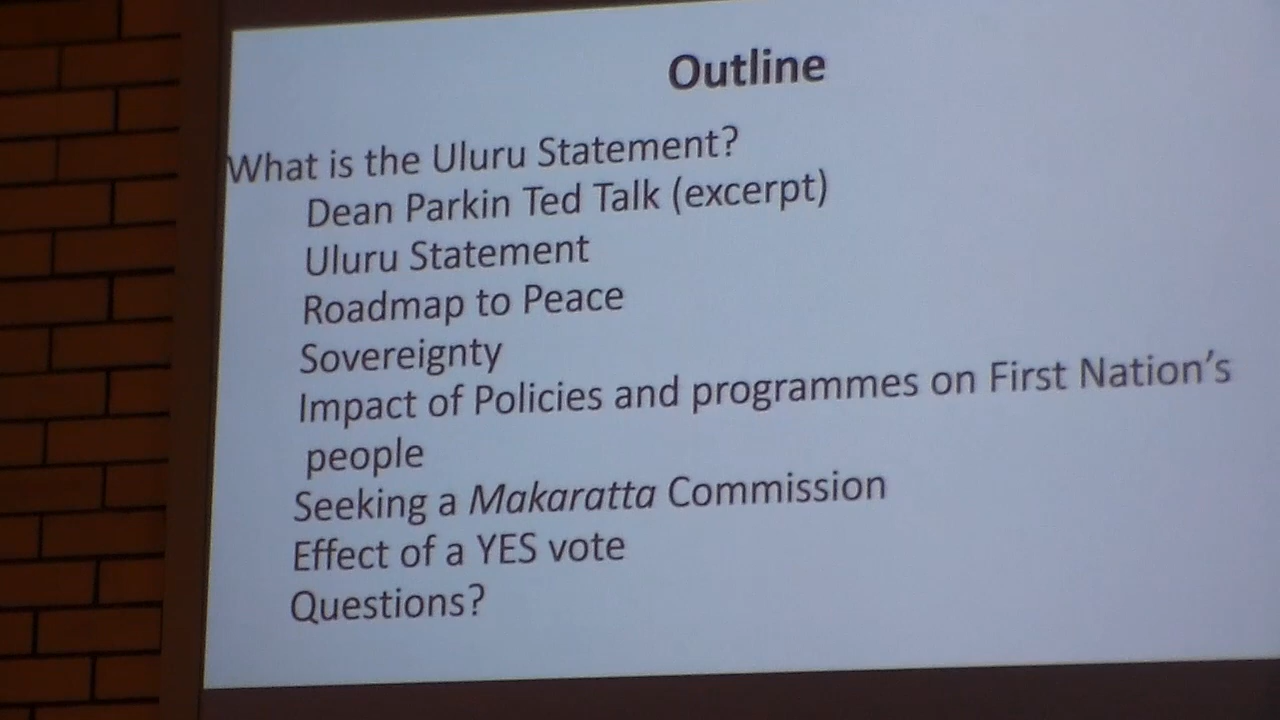 Outline
What is the Uluru Statement?
Dean Parkin Ted Talk (excerpt)
Uluru Statement
Roadmap to Peace
Sovereignty
Impact of Policies and programmes on First Nation's
people
Seeking a Makaratta Commission
Effect of a YES vote
Questions?